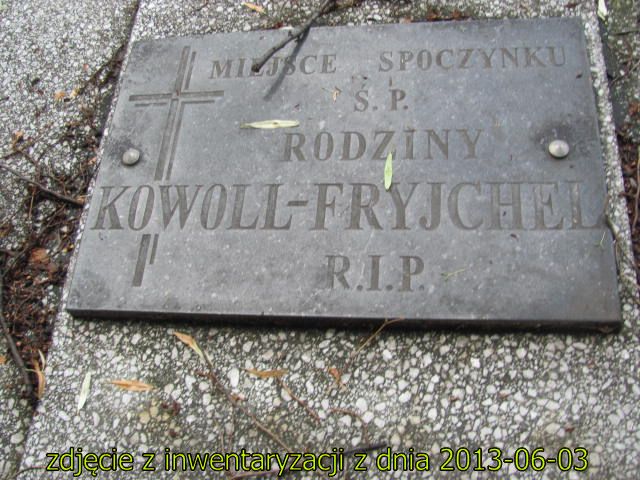 MIEJSCE SPOCZYNKU
Ś. P.
RODZINY
KOWOLL-FRYJCHEL
R.I.P.
zdjęcie z inwentaryzacji z dnia 2013-06-03